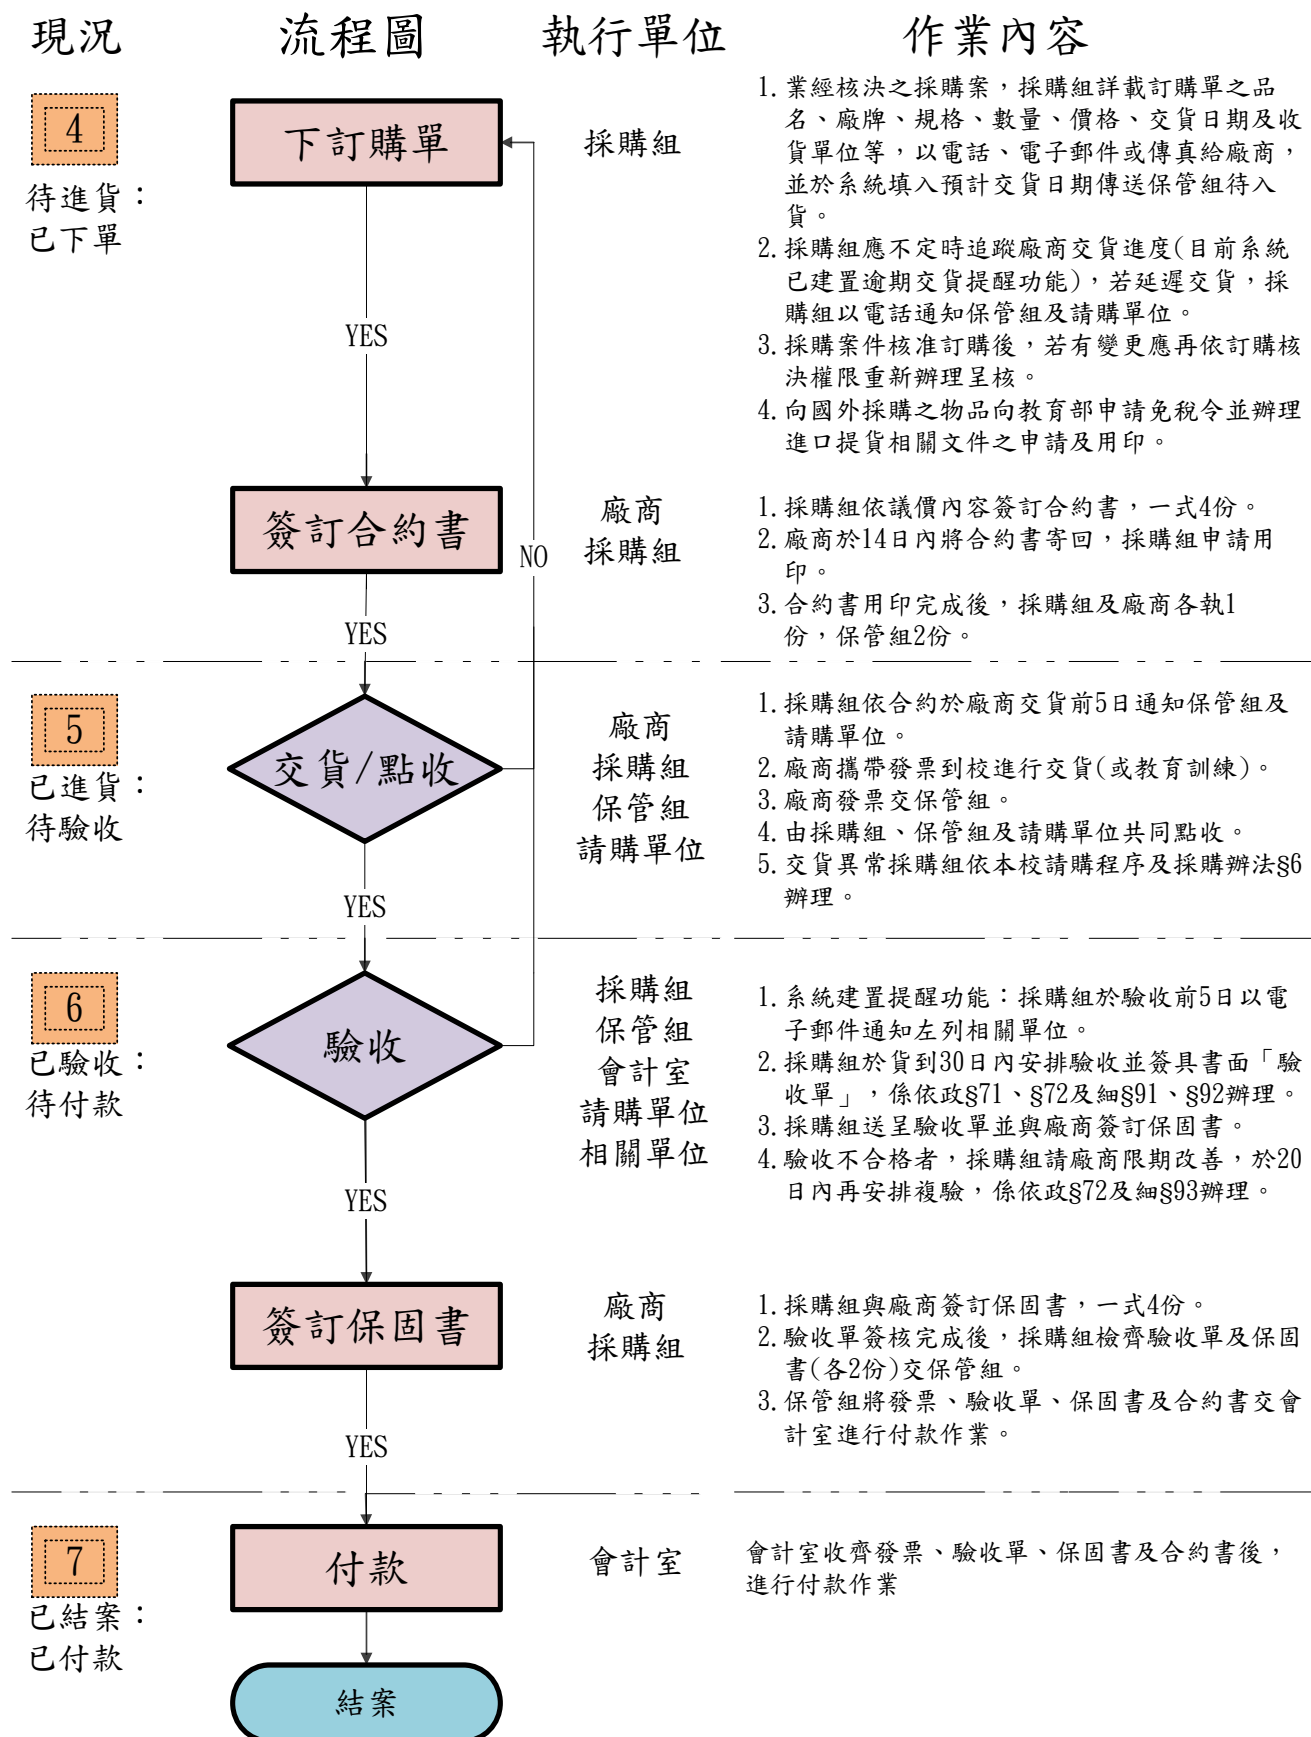 現況 流程圖 執行單位 作業內容
4
待進貨：
已下單
下訂購單
採購組
1.業經核決之採購案，採購組詳載訂購單之品
名、廠牌、規格、數量、價格、交貨日期及收
貨單位等，以電話、電子郵件或傳真給廠商，
並於系統填入預計交貨日期傳送保管組待入
貨。
2.採購組應不定時追蹤廠商交貨進度(目前系統
已建置逾期交貨提醒功能)，若延遲交貨，採
購組以電話通知保管組及請購單位。
3.採購案件核准訂購後，若有變更應再依訂購核
決權限重新辦理呈核。
4.向國外採購之物品向教育部申請免稅令並辦理
進口提貨相關文件之申請及用印。
YES
簽訂合約書
NO
廠商
採購組
1.採購組依議價內容簽訂合約書，一式4份。
2.廠商於14日內將合約書寄回，採購組申請用
印。
3.合約書用印完成後，採購組及廠商各執1
份，保管組2份。
YES
5
已進貨：
待驗收
交貨/點收
廠商
採購組
保管組
請購單位
1.採購組依合約於廠商交貨前5日通知保管組及
請購單位。
2.廠商攜帶發票到校進行交貨(或教育訓練)。
3.廠商發票交保管組。
4.由採購組、保管組及請購單位共同點收。
5.交貨異常採購組依本校請購程序及採購辦法§6
辦理。
YES
6
已驗收：
待付款
驗收
採購組
保管組
會計室
請購單位
相關單位
1.系統建置提醒功能：採購組於驗收前5日以電
子郵件通知左列相關單位。
2.採購組於貨到30日內安排驗收並簽具書面「驗
收單」，係依政§71、§72及細§91、§92辦理。
3.採購組送呈驗收單並與廠商簽訂保固書。
4.驗收不合格者，採購組請廠商限期改善，於20
日內再安排複驗，係依政§72及細§93辦理。
YES
簽訂保固書
廠商
採購組
1.採購組與廠商簽訂保固書，一式4份。
2.驗收單簽核完成後，採購組檢齊驗收單及保固
書(各2份)交保管組。
3.保管組將發票、驗收單、保固書及合約書交會
計室進行付款作業。
YES
7
已結案：
已付款
付款
會計室
會計室收齊發票、驗收單、保固書及合約書後，
進行付款作業
結案